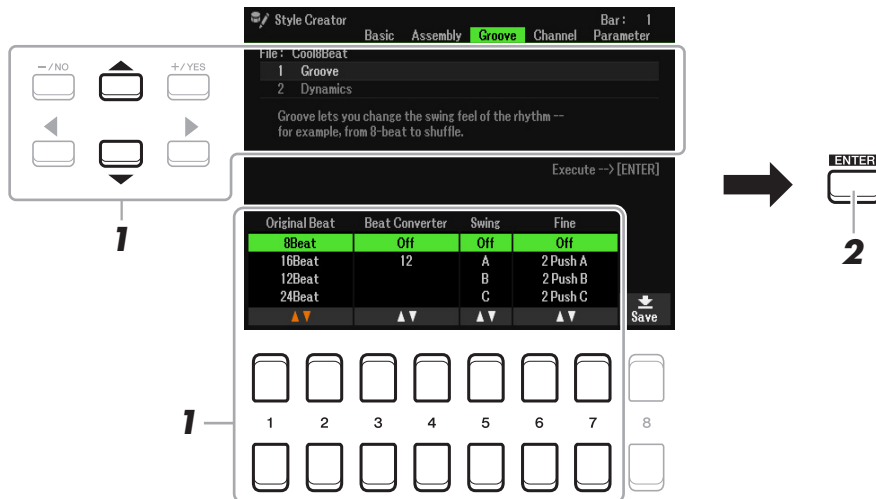 Style Creator Bar: 1
Basic Assembly Groove Channel Parameter
File: Cool8Beat
1 Groove
2 Dynamics
Groove lets you change the swing feel of the rhythm --
for example, from 8-beat to shuffle.
Execute --> [ENTER]
–/NO +/YES
1
ENTER
2
Original Beat Beat Converter Swing Fine
8Beat Off Off Off
16Beat 12 A 2 Push A
12Beat B 2 Push B
24Beat C 2 Push C
Save
1
1 2 3 4 5 6 7 8